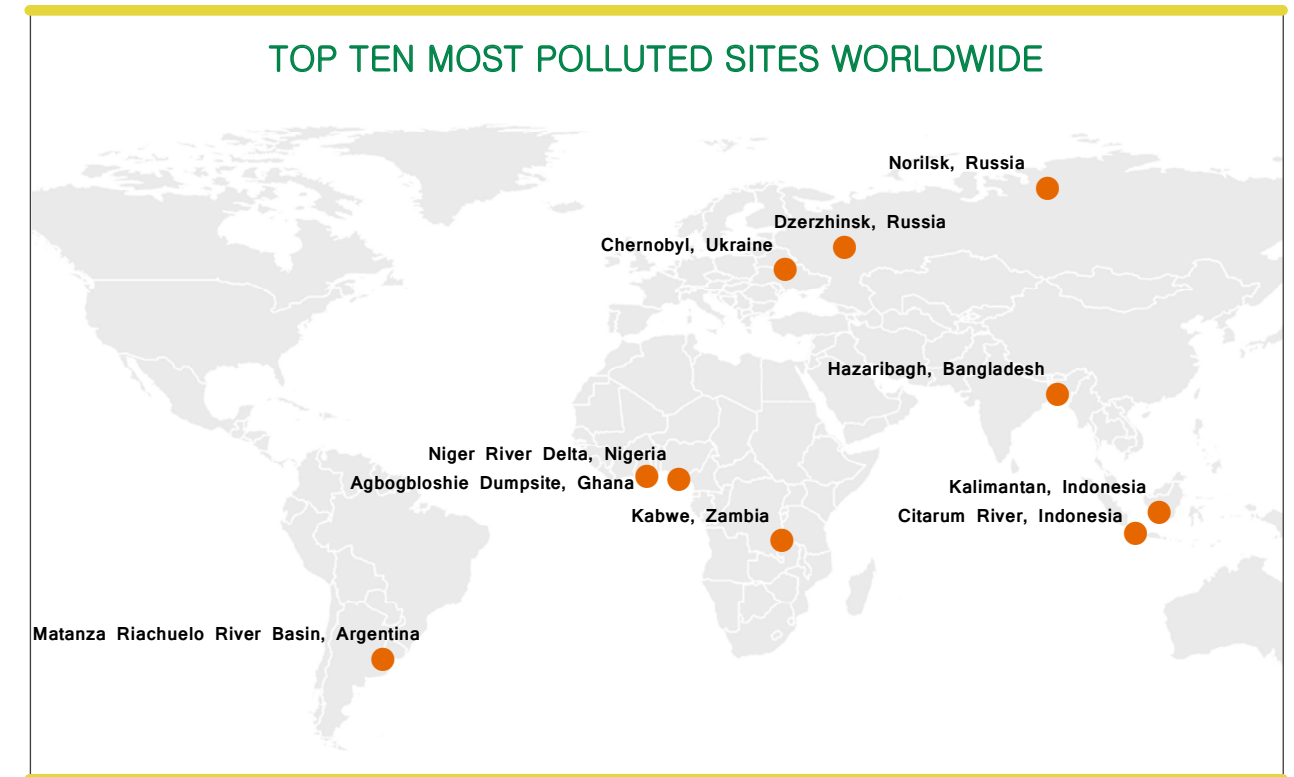 TOP TEN MOST POLLUTED SITES WORLDWIDE
Norilsk, Russia
Dzerzhinsk, Russia
Chernobyl, Ukraine
Hazaribagh, Bangladesh
Niger River Delta, Nigeria
Agbogbloshie Dumpsite, Ghana
Kalimantan, Indonesia
Kabwe, Zambia
Citarum River, Indonesia
Matanza Riachuelo River Basin, Argentina